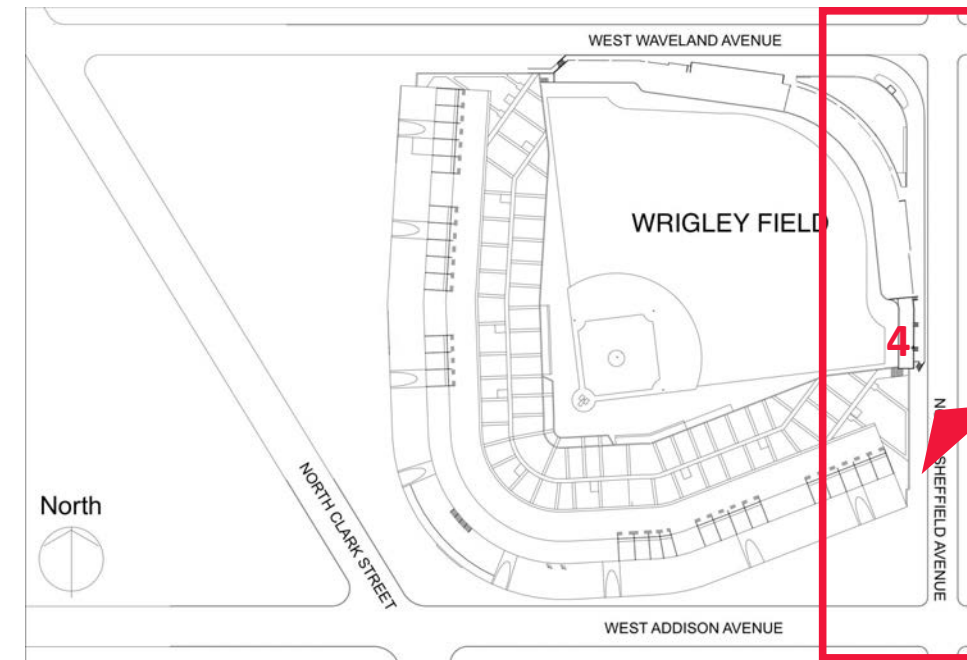 WEST WAVELAND AVENUE
WRIGLEY FIELD
4
North
NORTH CLARK STREET
SHEFFIELD AVENUE
WEST ADDISON AVENUE